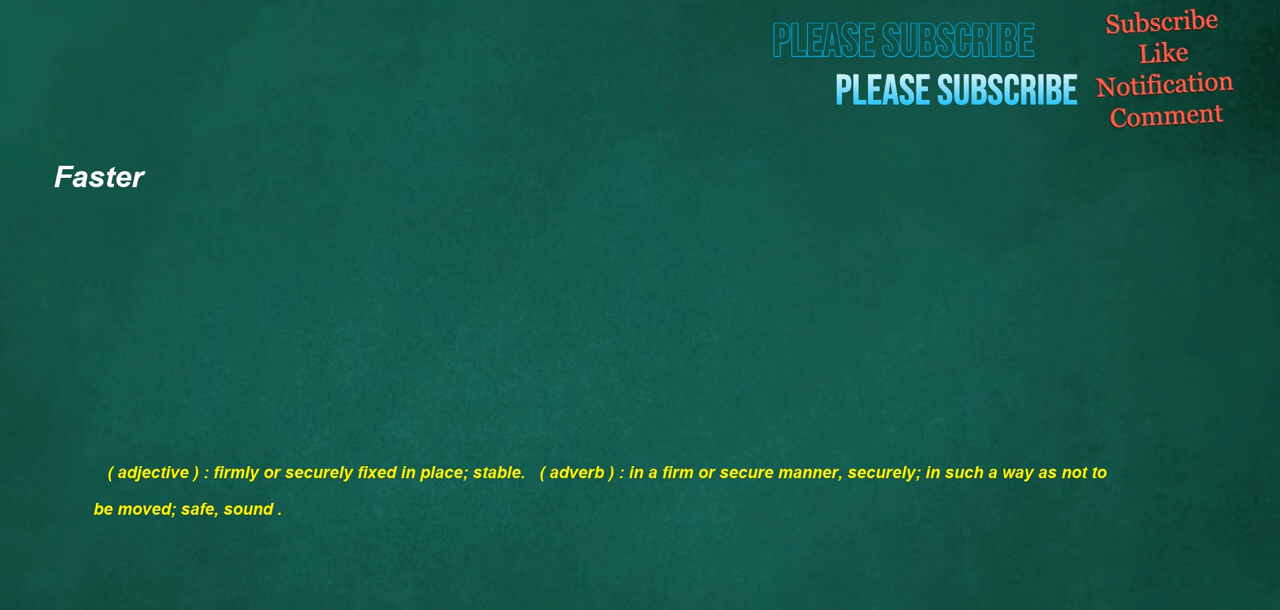 PLEASE SUBSCRIBE
PLEASE SUBSCRIBE
Subscribe
Like
Notification
Comment
Faster
( adjective ) : firmly or securely fixed in place; stable.   ( adverb ) : in a firm or secure manner, securely; in such a way as not to
be moved; safe, sound .